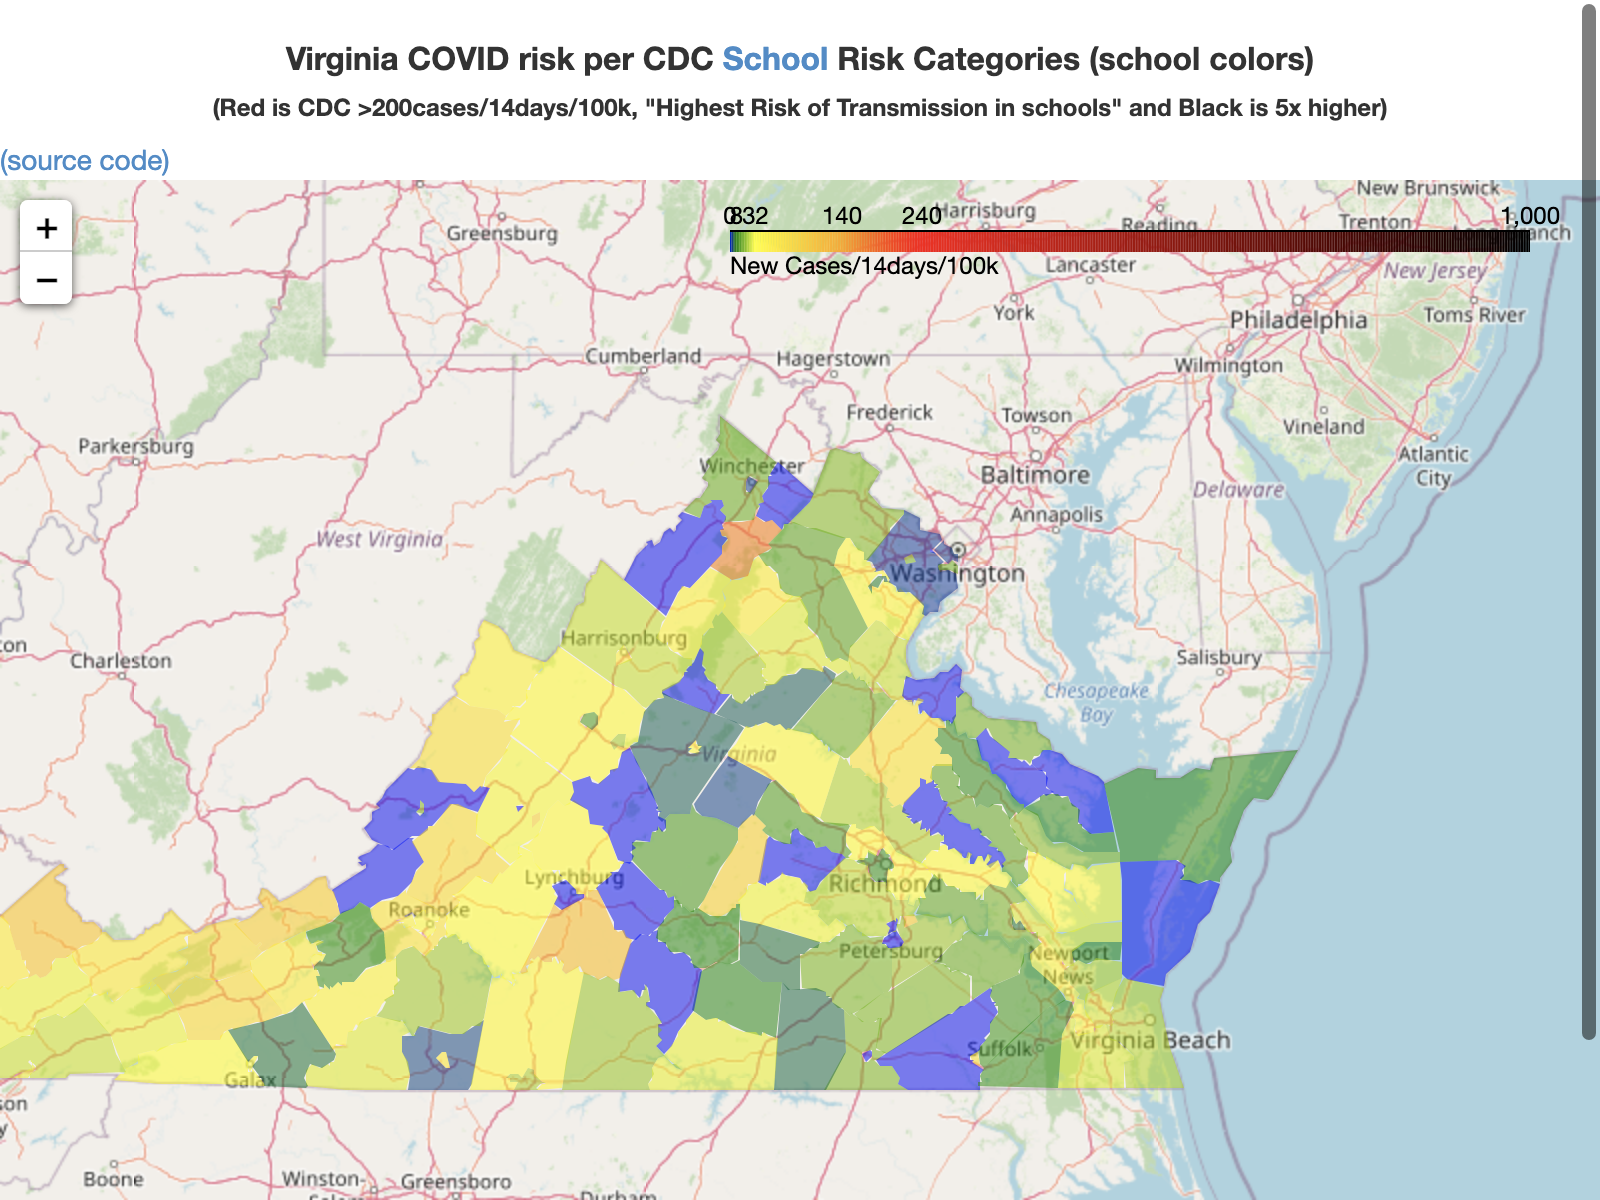 Virginia COVID risk per CDC School Risk Categories (school colors)
(Red is CDC >200cases/14days/100k, "Highest Risk of Transmission in schools" and Black is 5x higher)
(source code)
+
−
New Brunswick
0 8 32 140 240 1,000
Harrisburg
Reading
Trenton
Greensburg
New Cases/14days/100k
Lancaster
New Jersey
York
Philadelphia
Toms River
Cumberland
Hagerstown
Wilmington
Frederick
Towson
Vineland
Parkersburg
Winchester
Baltimore
Atlantic
City
Delaware
Annapolis
West Virginia
Washington
Harrisonburg
Charleston
Salisbury
Chesapeake
Bay
Virginia
Lynchburg
Richmond
Roanoke
Petersburg
Newport
News
Virginia Beach
Suffolk
Galax
Boone
Winston-
Greensboro
Durham